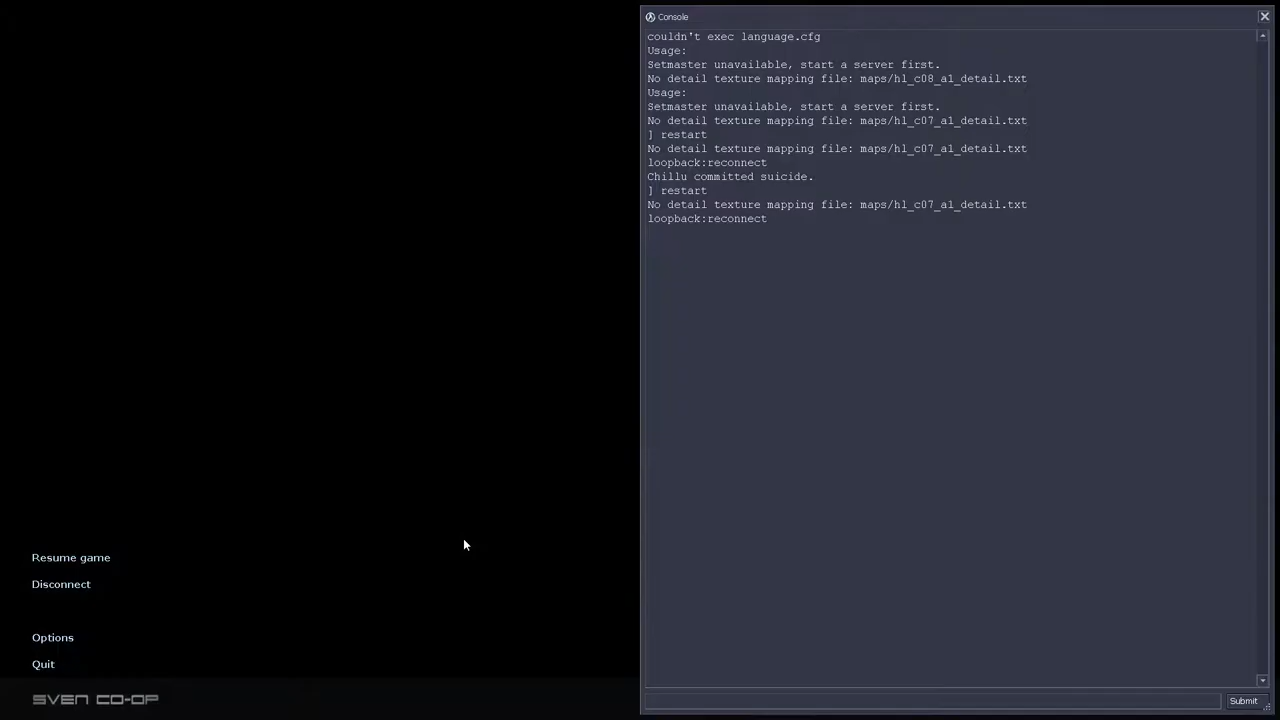 Console
couldn't exec language.cfg
Usage:
Setmaster unavailable, start a server first.
No detail texture mapping file: maps/hl_c08_a1_detail.txt
Usage:
Setmaster unavailable, start a server first.
No detail texture mapping file: maps/hl_c07_a1_detail.txt
] restart
No detail texture mapping file: maps/hl_c07_a1_detail.txt
loopback:reconnect
Chillu committed suicide.
] restart
No detail texture mapping file: maps/hl_c07_a1_detail.txt
loopback:reconnect
Submit
Resume game
Disconnect
Options
Quit
SVEN CO-OP